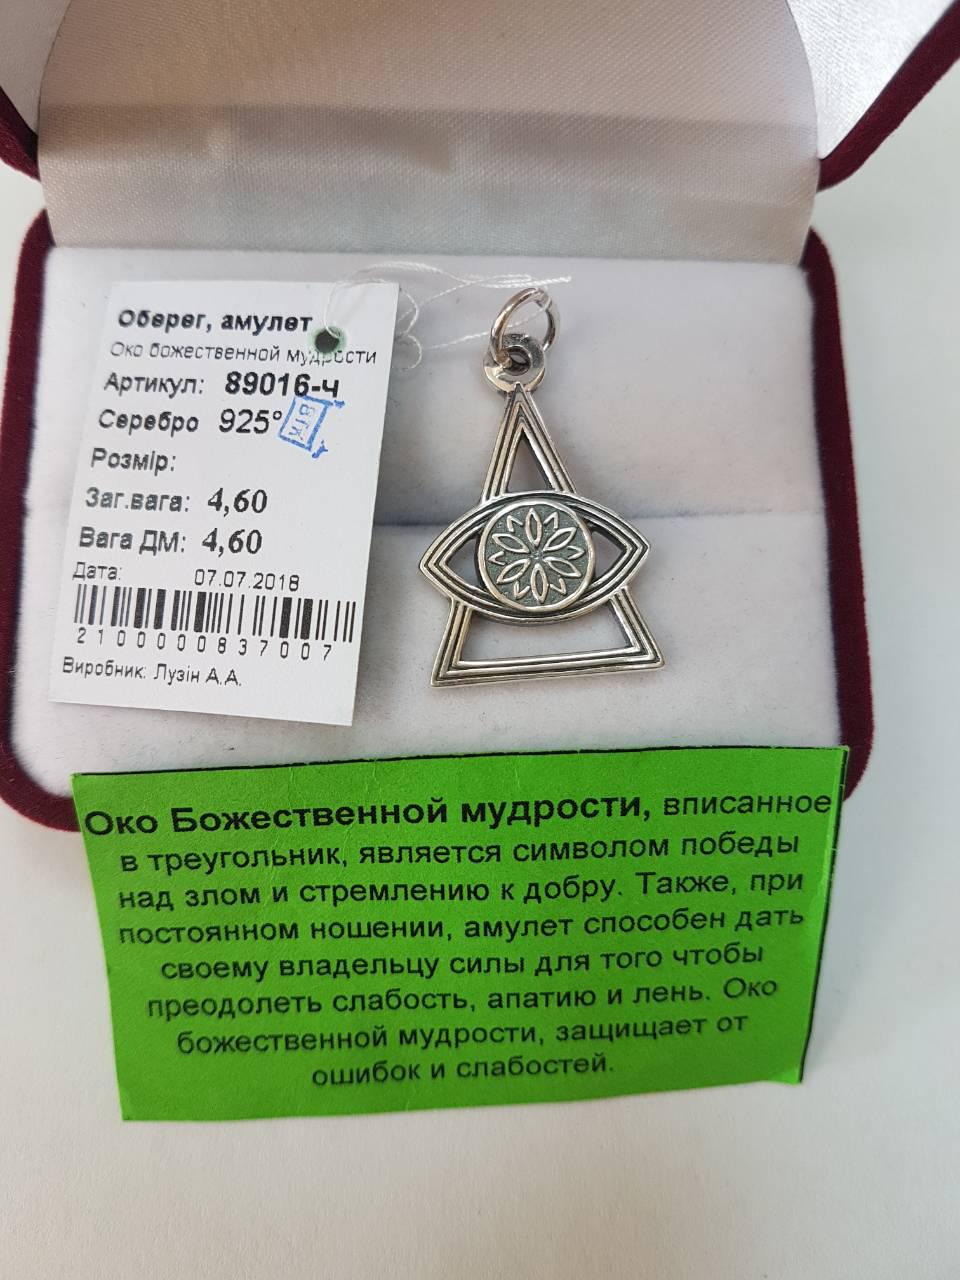 Оберег, амулет
Око божественной мудрости
Артикул: 89016-ч
Серебро 925°
ВГК
Розмір:
Заг.вага: 4,60
Вага ДМ: 4,60
Дата: 07.07.2018
2100000837007
Виробник: Лузін А.А.
Око Божественной мудрости, вписанное
в треугольник, является символом победы
над злом и стремлению к добру. Также, при
постоянном ношении, амулет способен дать
своему владельцу силы для того чтобы
преодолеть слабость, апатию и лень. Око
божественной мудрости, защищает от
ошибок и слабостей.